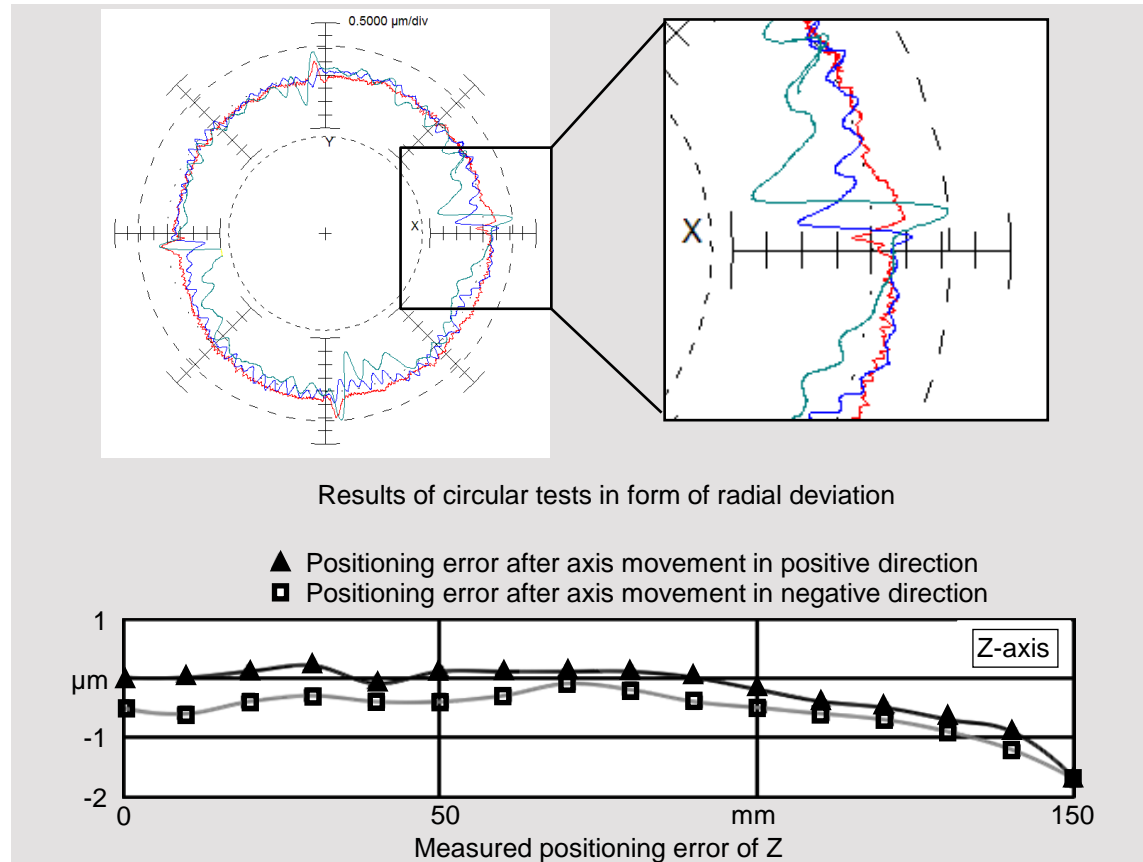 0.5000 µm/div
Y
X
X
Results of circular tests in form of radial deviation
Positioning error after axis movement in positive direction
Positioning error after axis movement in negative direction
1
Z-axis
µm
-1
-2
0 50 mm 150
Measured positioning error of Z